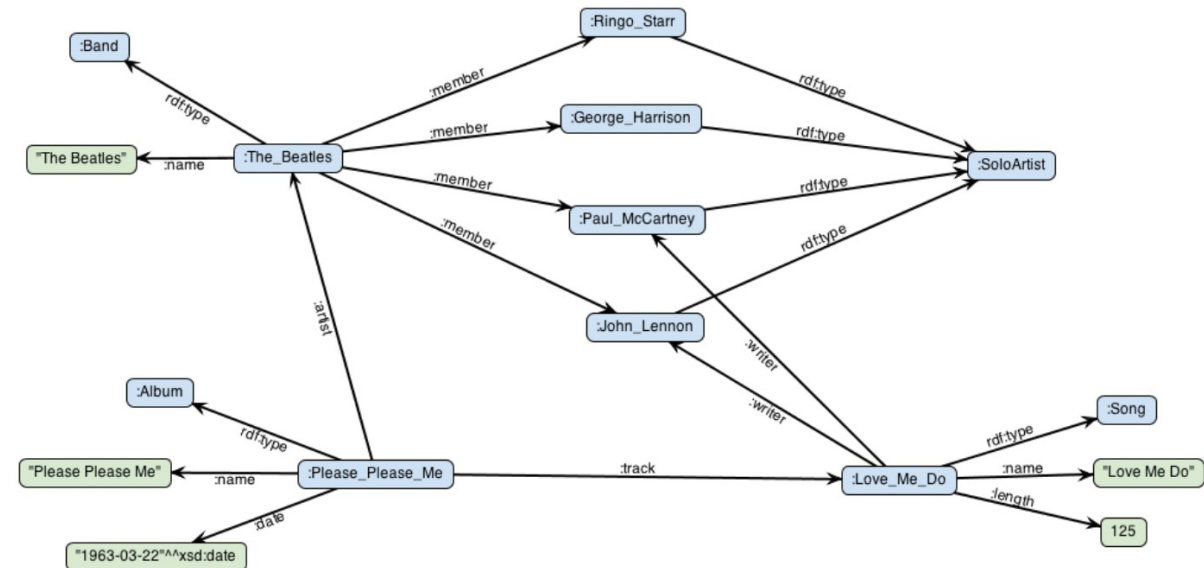 :Ringo_Starr
:Band
:member
rdf:type
rdf:type
:George_Harrison
:member
rdf:type
"The Beatles"
:name
:The_Beatles
:SoloArtist
:member
rdf:type
:Paul_McCartney
:member
rdf:type
:artist
:John_Lennon
:writer
:Album
:writer
:Song
rdf:type
rdf:type
"Please Please Me"
:name
:Please_Please_Me
:track
:Love_Me_Do
:name
"Love Me Do"
:length
:date
125
"1963-03-22"^^xsd:date